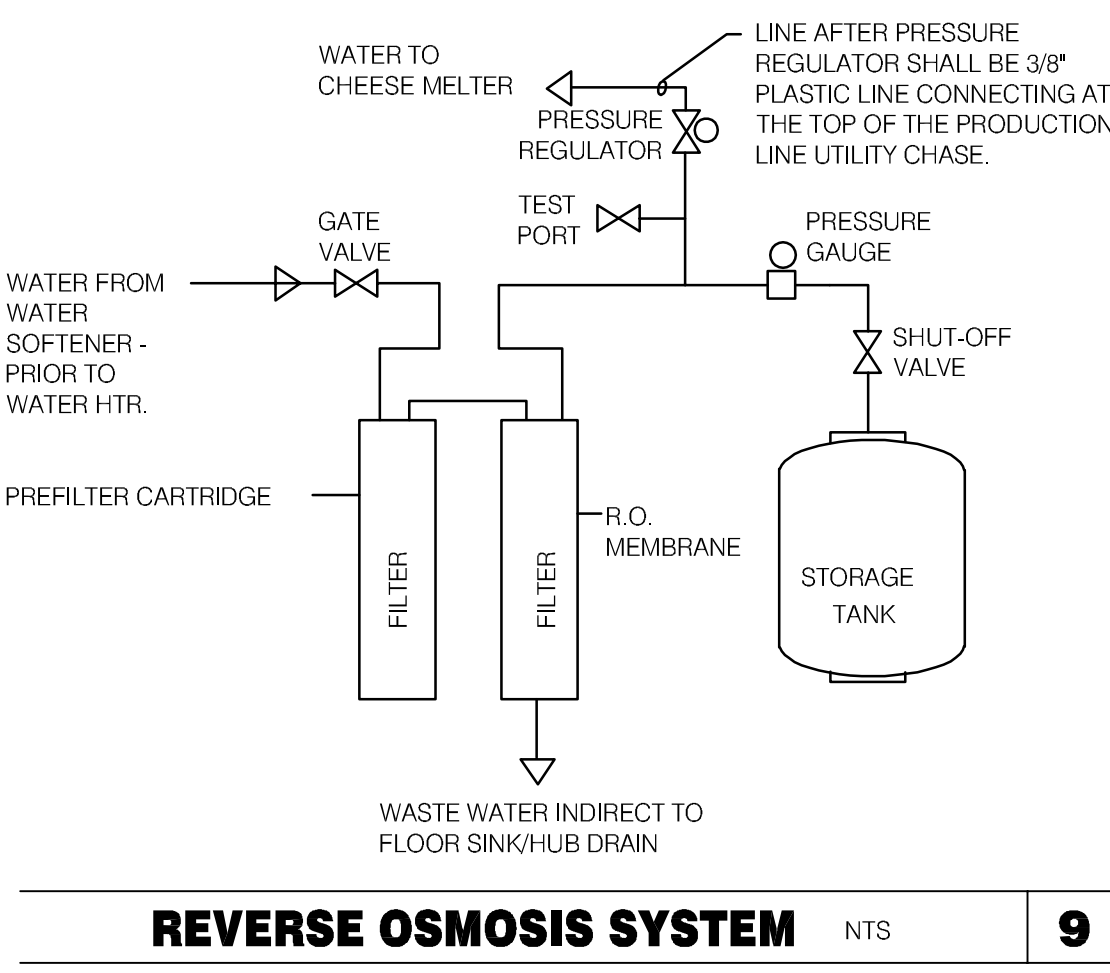 WATER TO
CHEESE MELTER
LINE AFTER PRESSURE
REGULATOR SHALL BE 3/8"
PLASTIC LINE CONNECTING AT
THE TOP OF THE PRODUCTION
LINE UTILITY CHASE.
PRESSURE
REGULATOR
TEST
PORT
GATE
VALVE
PRESSURE
GAUGE
WATER FROM
WATER
SOFTENER -
PRIOR TO
WATER HTR.
SHUT-OFF
VALVE
PREFILTER CARTRIDGE
FILTER
FILTER
R.O.
MEMBRANE
STORAGE
TANK
WASTE WATER INDIRECT TO
FLOOR SINK/HUB DRAIN
REVERSE OSMOSIS SYSTEM NTS 9